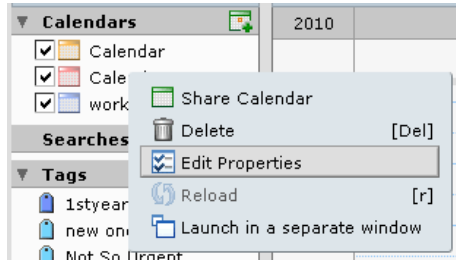 Calendars
2010
Calendar
Cale
work
Share Calendar
Delete [Del]
Searches
Edit Properties
Tags
Reload [r]
1styear
new on
Launch in a separate window
Not So Urgent